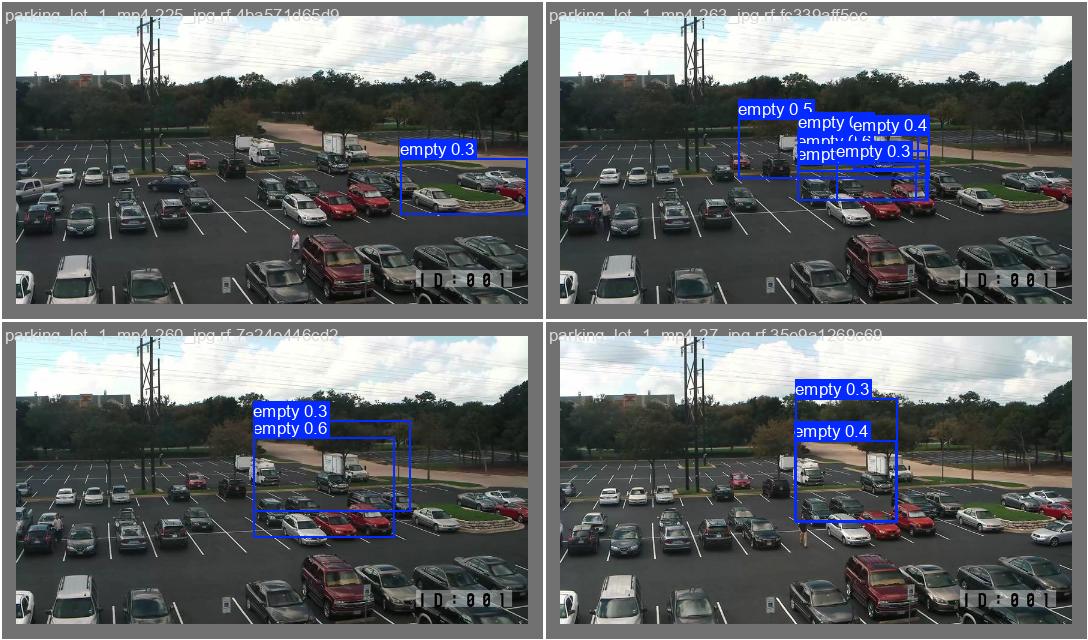 parking_lot_1_mp4-225_jpg.rf.4ba571d65d9
empty 0.3
ID:001
parking_lot_1_mp4-263_jpg.rf.fc339aff5ec
empty 0.5
empty 0.4
empty 0.3
ID:001
parking_lot_1_mp4-260_jpg.rf.7a24e446cd2
empty 0.3
empty 0.6
ID:001
parking_lot_1_mp4-27_jpg.rf.35e9a1269c69
empty 0.3
empty 0.4
ID:001